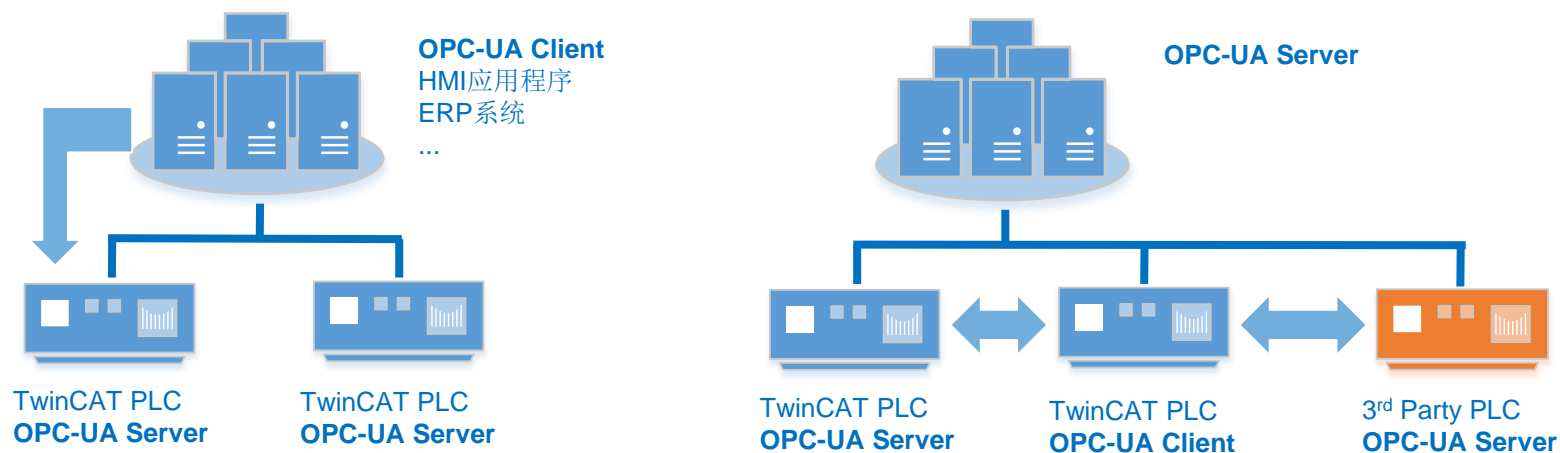 OPC-UA Client
HMI应用程序
ERP系统
...
TwinCAT PLC
OPC-UA Server
TwinCAT PLC
OPC-UA Server
OPC-UA Server
TwinCAT PLC
OPC-UA Server
TwinCAT PLC
OPC-UA Client
3rd Party PLC
OPC-UA Server